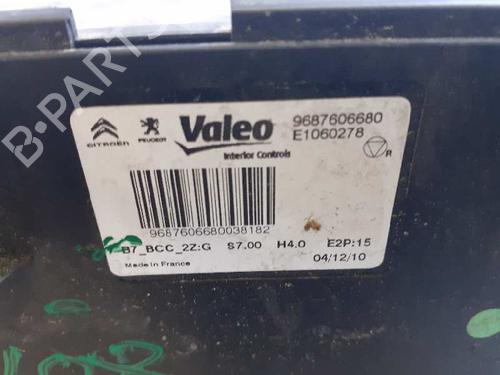 B-PARTS
CITROËN PEUGEOT Valeo 9687606680
E1060278
Interior Controls
R
9687606680038182
B7_BCC_2Z:G S7.00 H4.0 E2P:15
Made in France 04/12/10